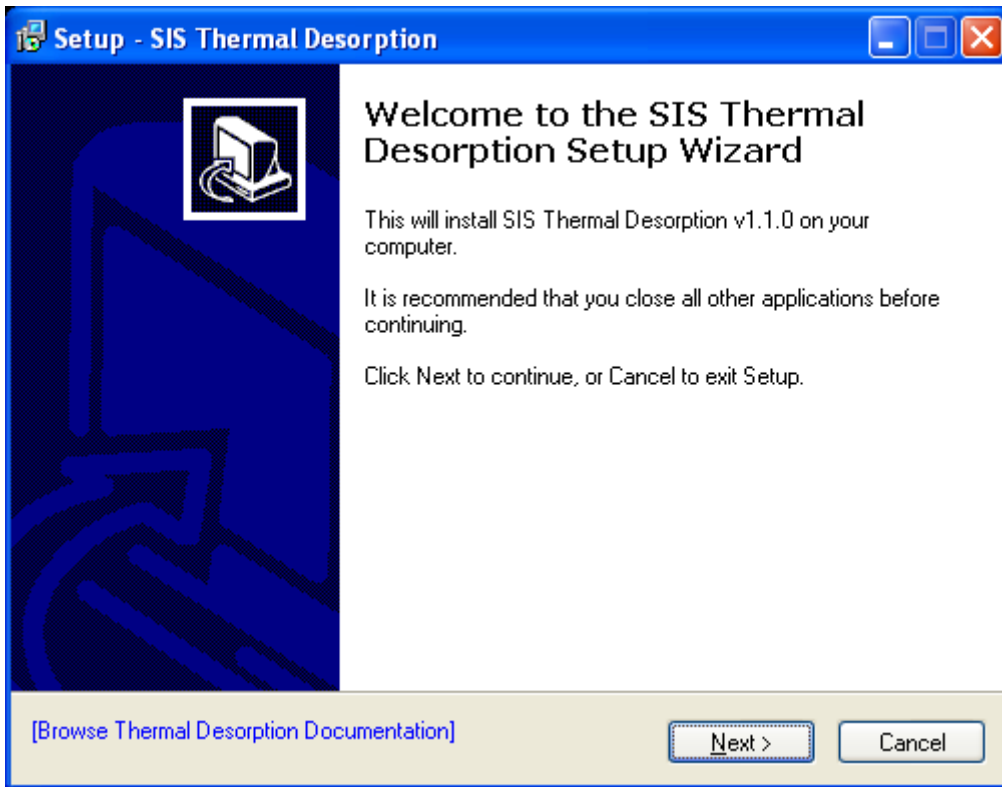 Setup - SIS Thermal Desorption
Welcome to the SIS Thermal
Desorption Setup Wizard
This will install SIS Thermal Desorption v1.1.0 on your
computer.
It is recommended that you close all other applications before
continuing.
Click Next to continue, or Cancel to exit Setup.
[Browse Thermal Desorption Documentation]
Next >
Cancel